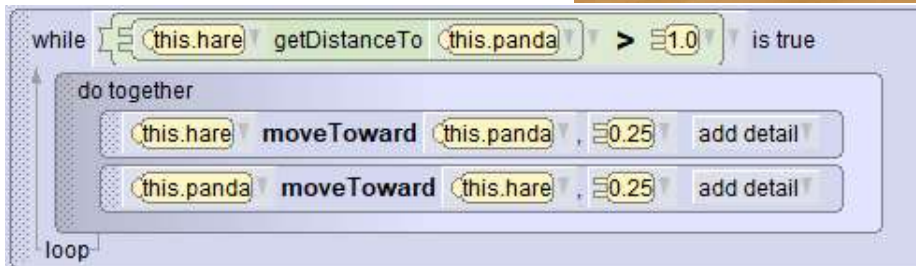 while this.hare getDistanceTo this.panda > 1.0 is true
do together
this.hare moveToward this.panda , 0.25 add detail
this.panda moveToward this.hare , 0.25 add detail
loop